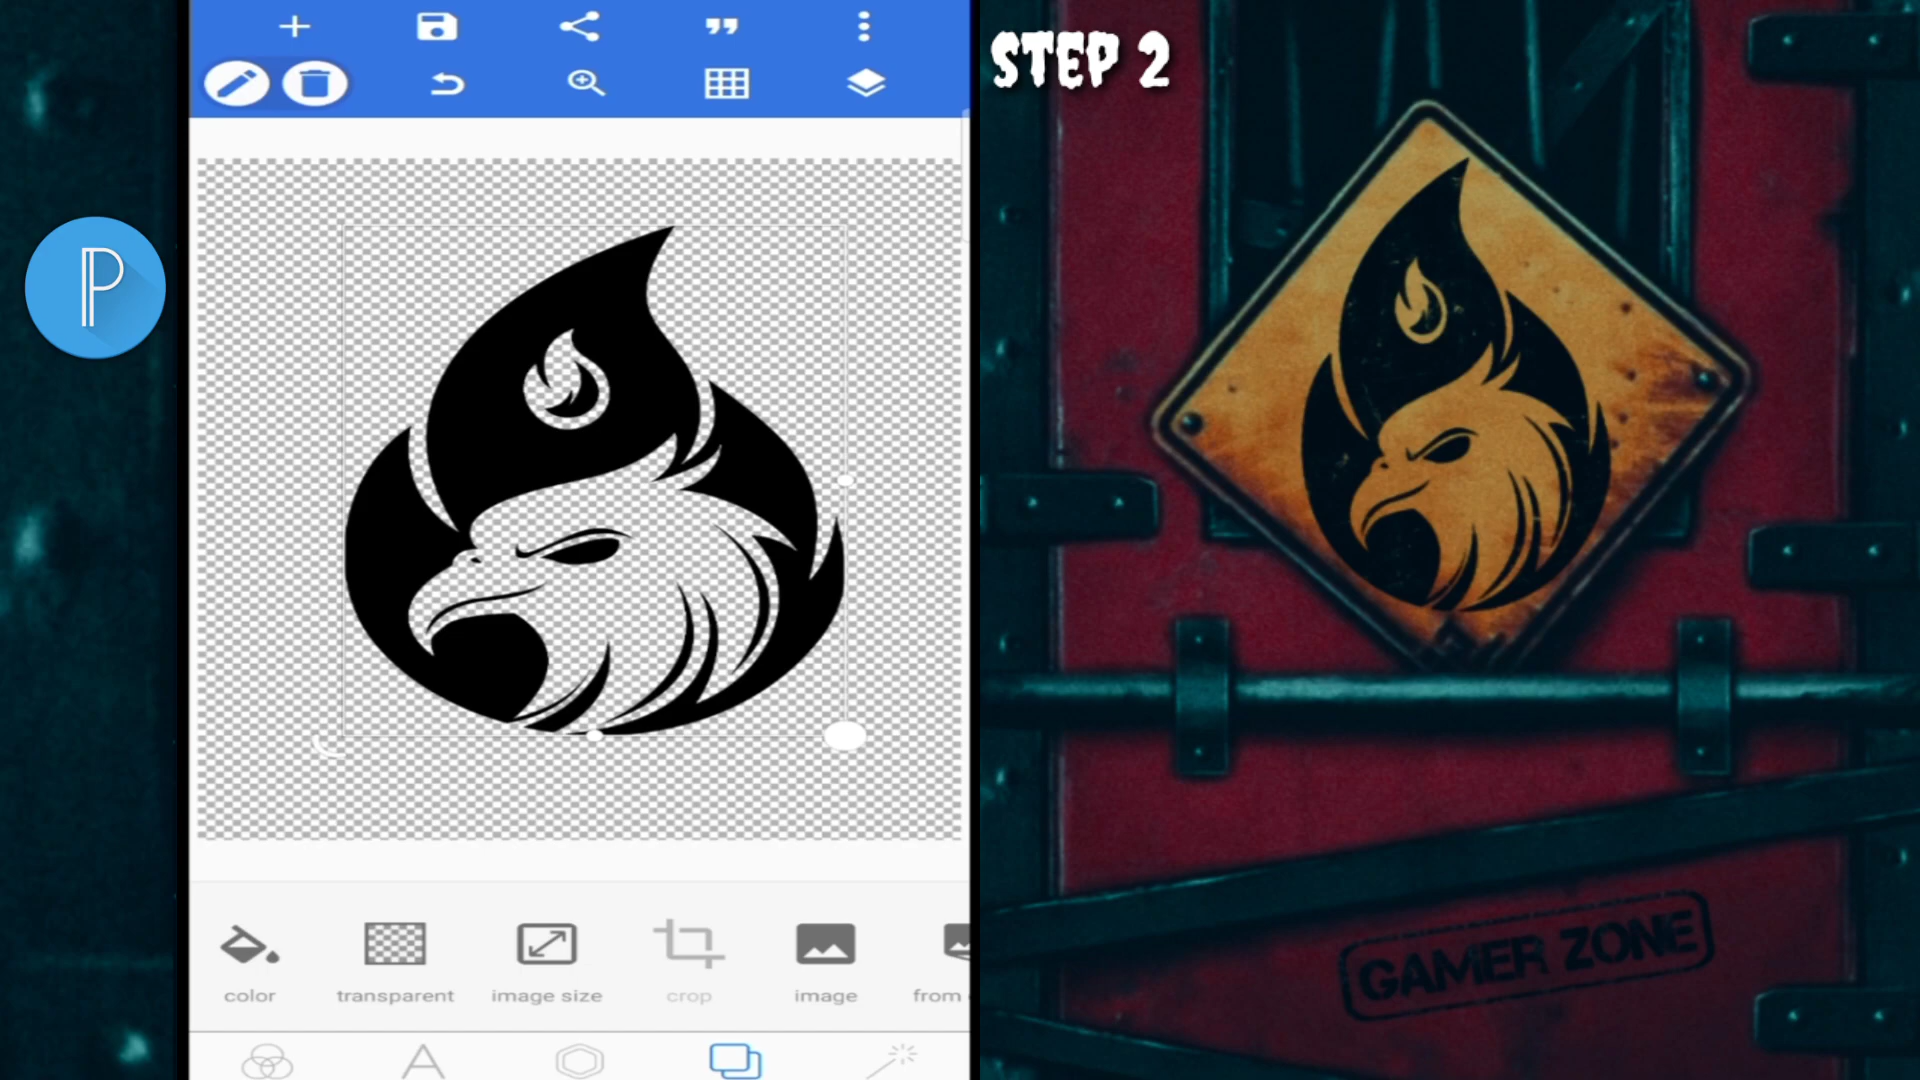 STEP 2
P
color
transparent
image size
crop
image
from
GAMER ZONE